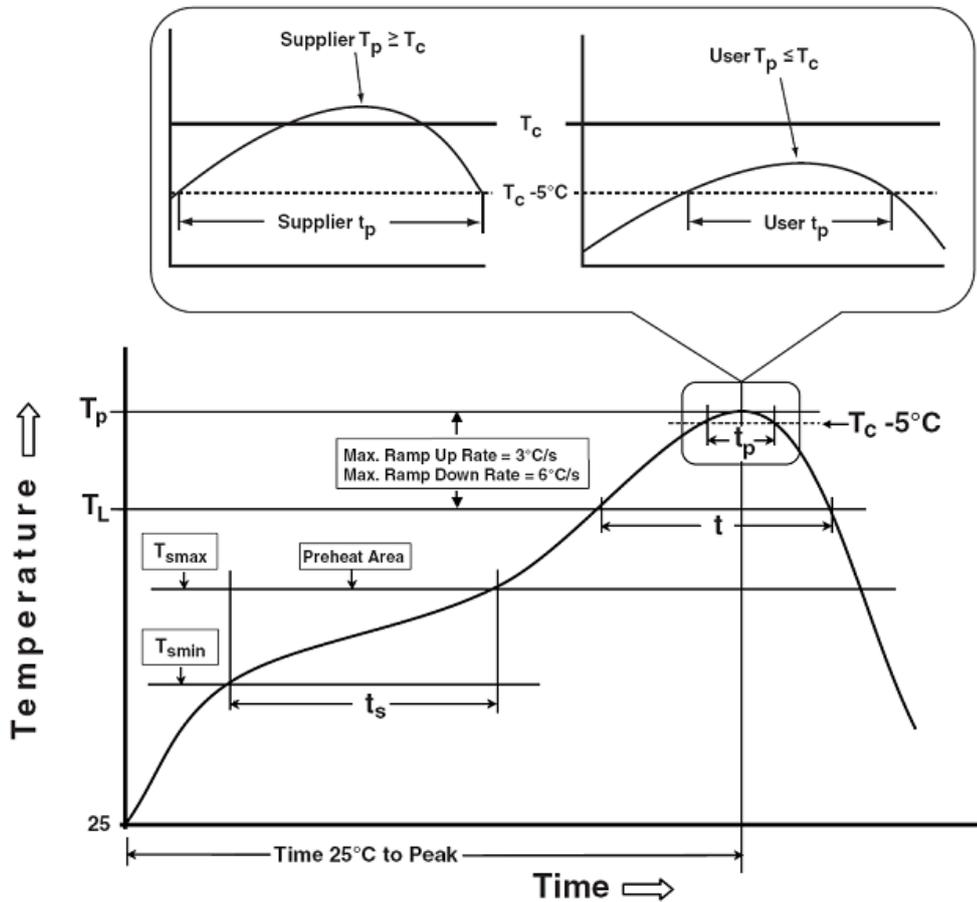 Supplier Tp ≥ Tc
User Tp ≤ Tc
Tc
Tc -5°C
Supplier tp
User tp
Tp
Tc -5°C
tp
Max. Ramp Up Rate = 3°C/s
Max. Ramp Down Rate = 6°C/s
TL
t
Tsmax
Preheat Area
Tsmin
ts
Temperature
25
Time 25°C to Peak
Time